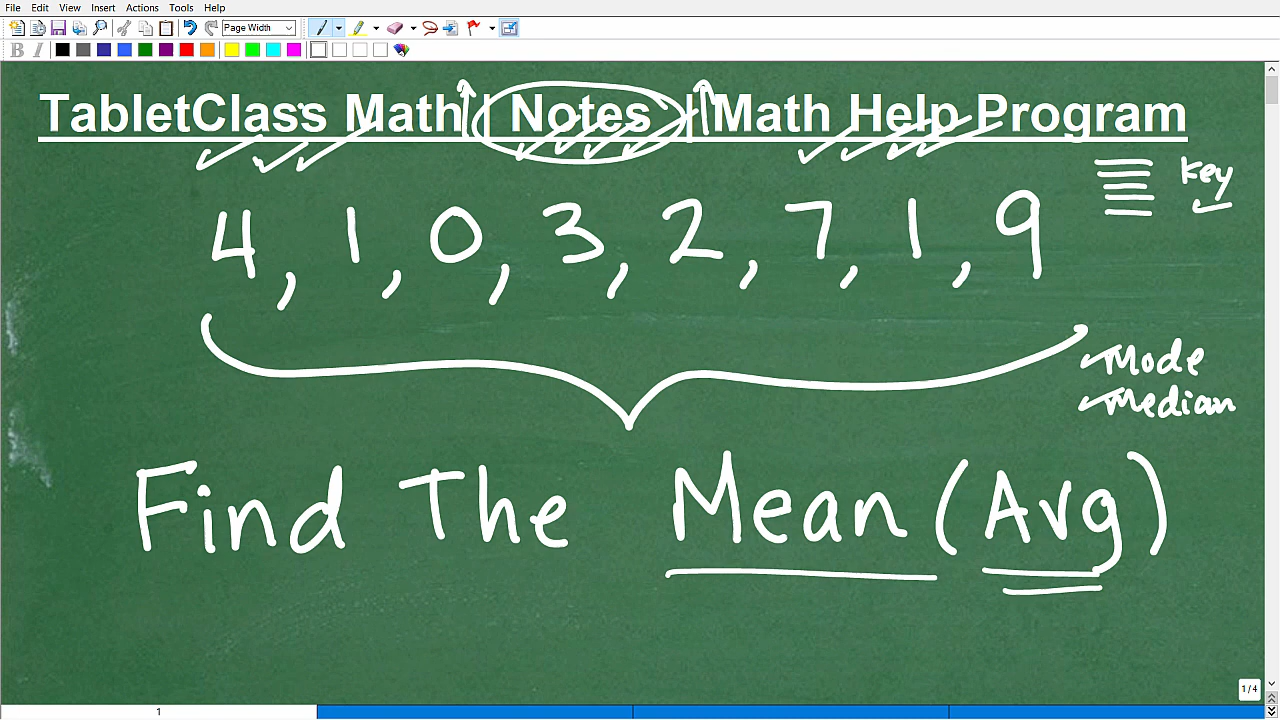 File Edit View Insert Actions Tools Help
Page Width
B I
TabletClass Math | Notes | Math Help Program
Key
4, 1, 0, 3, 2, 7, 1, 9
Mode
Median
Find The Mean (Avg)
1/4
1